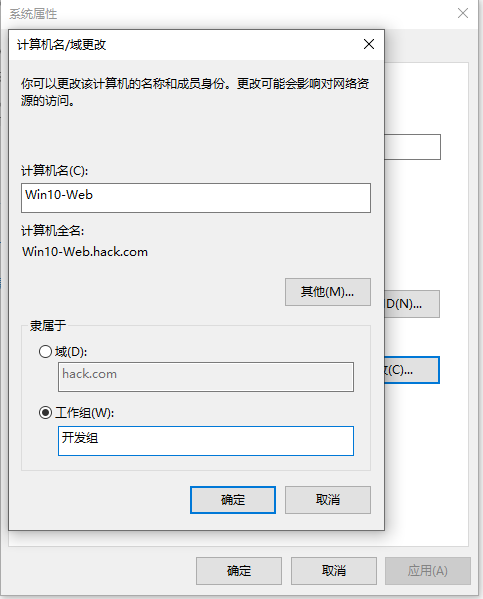 系统属性
计算机名/域更改
你可以更改该计算机的名称和成员身份。更改可能会影响对网络资
源的访问。
计算机名(C):
Win10-Web
计算机全名:
Win10-Web.hack.com
其他(M)...
ID(N)...
隶属于
域(D):
hack.com
(C)...
工作组(W):
开发组
确定
取消
确定
取消
应用(A)